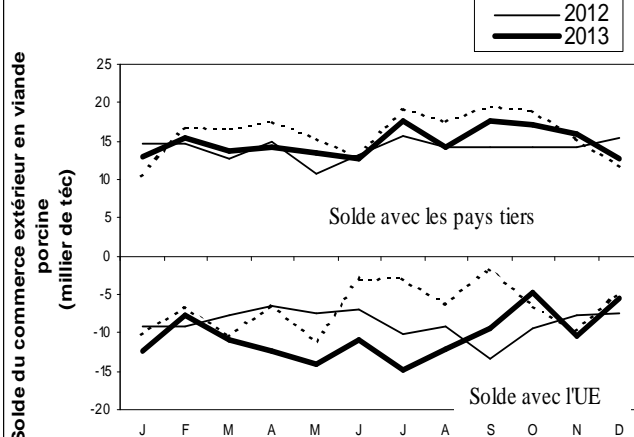 2012
2013
Solde du commerce extérieur en viande
porcine
(millier de téc)
25
20
15
10
5
0
-5
-10
-15
-20
Solde avec les pays tiers
Solde avec l'UE
J F M A M J J A S O N D